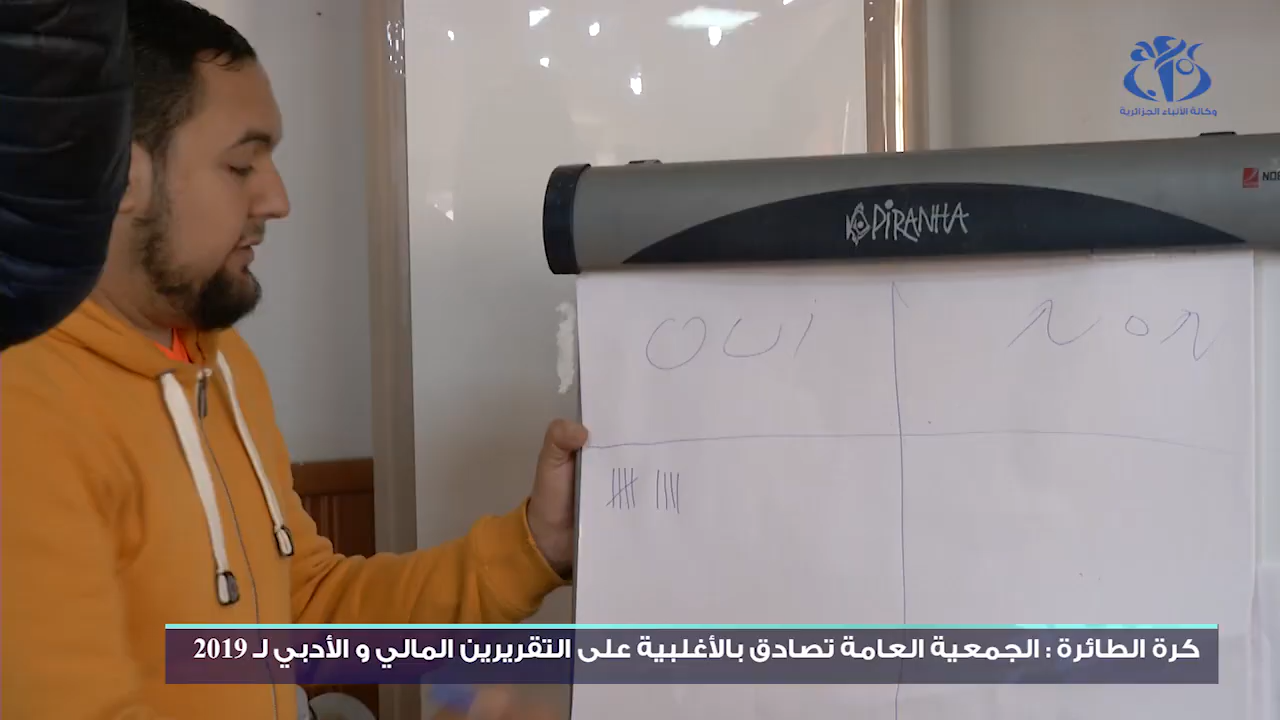 وكالة الأنباء الجزائرية
PiRANHA
OUi
NON
كرة الطائرة : الجمعية العامة تصادق بالأغلبية على التقريرين المالي و الأدبي لـ 2019